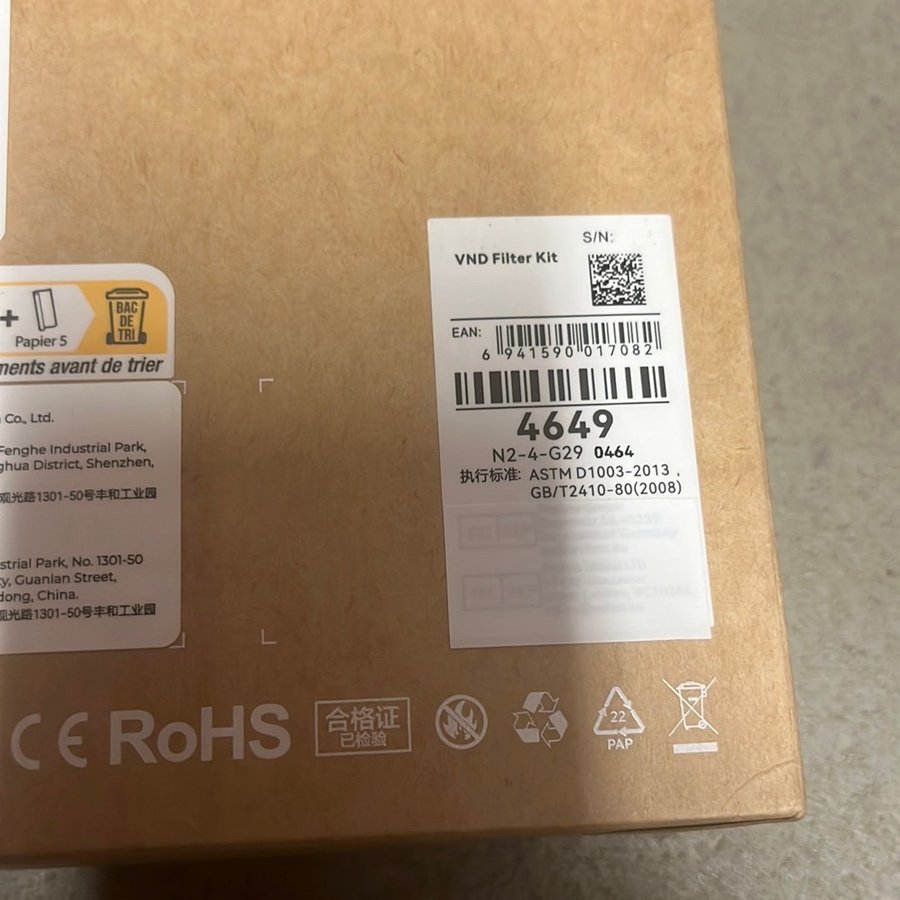 +
Papier 5
BAC
DE
TRI
ments avant de trier
Co., Ltd.
Fenghe Industrial Park,
ghua District, Shenzhen,
观光路1301-50号丰和工业园
strial Park, No. 1301-50
y, Guanlan Street,
dong, China.
观光路1301-50号丰和工业园
S/N:
VND Filter Kit
EAN:
6 941590 017082
4649
N2-4-G29 0464
执行标准: ASTM D1003-2013 ,
GB/T2410-80(2008)
CE RoHS
合格证
已检验
22
PAP